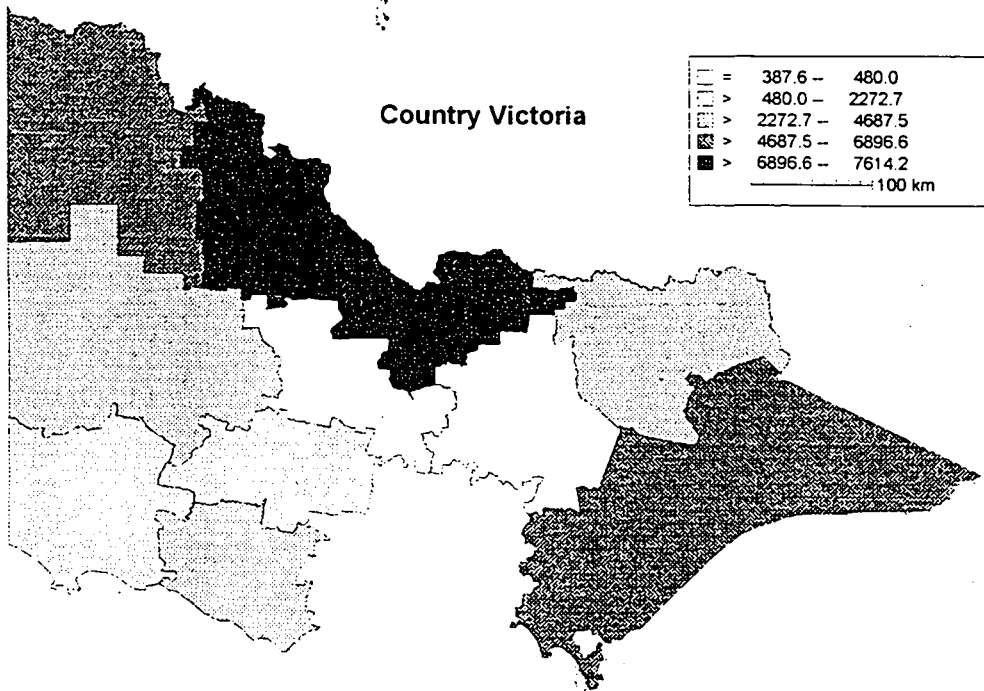 Country Victoria
= 387.6 -- 480.0
> 480.0 -- 2272.7
> 2272.7 -- 4687.5
> 4687.5 -- 6896.6
> 6896.6 -- 7614.2
100 km